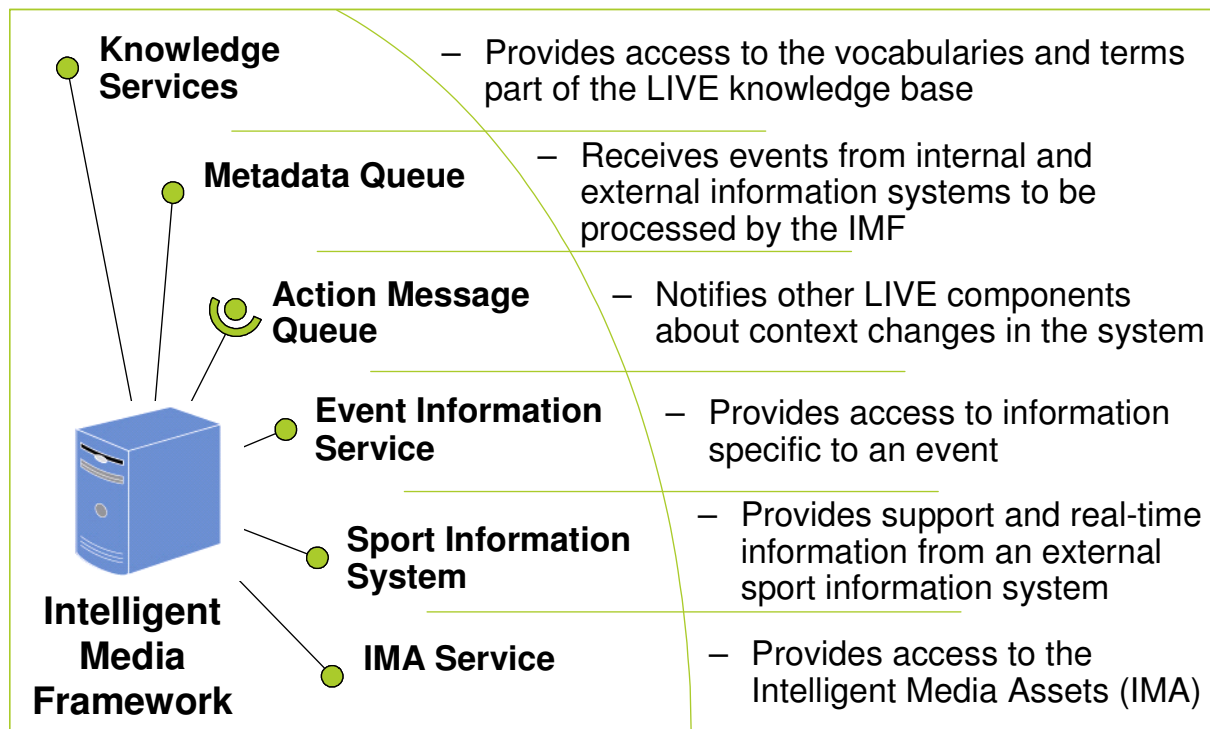 Knowledge
Services
– Provides access to the vocabularies and terms
part of the LIVE knowledge base
Metadata Queue
– Receives events from internal and
external information systems to be
processed by the IMF
Action Message
Queue
– Notifies other LIVE components
about context changes in the system
Event Information
Service
– Provides access to information
specific to an event
Sport Information
System
– Provides support and real-time
information from an external
sport information system
IMA Service
– Provides access to the
Intelligent Media Assets (IMA)
Intelligent
Media
Framework